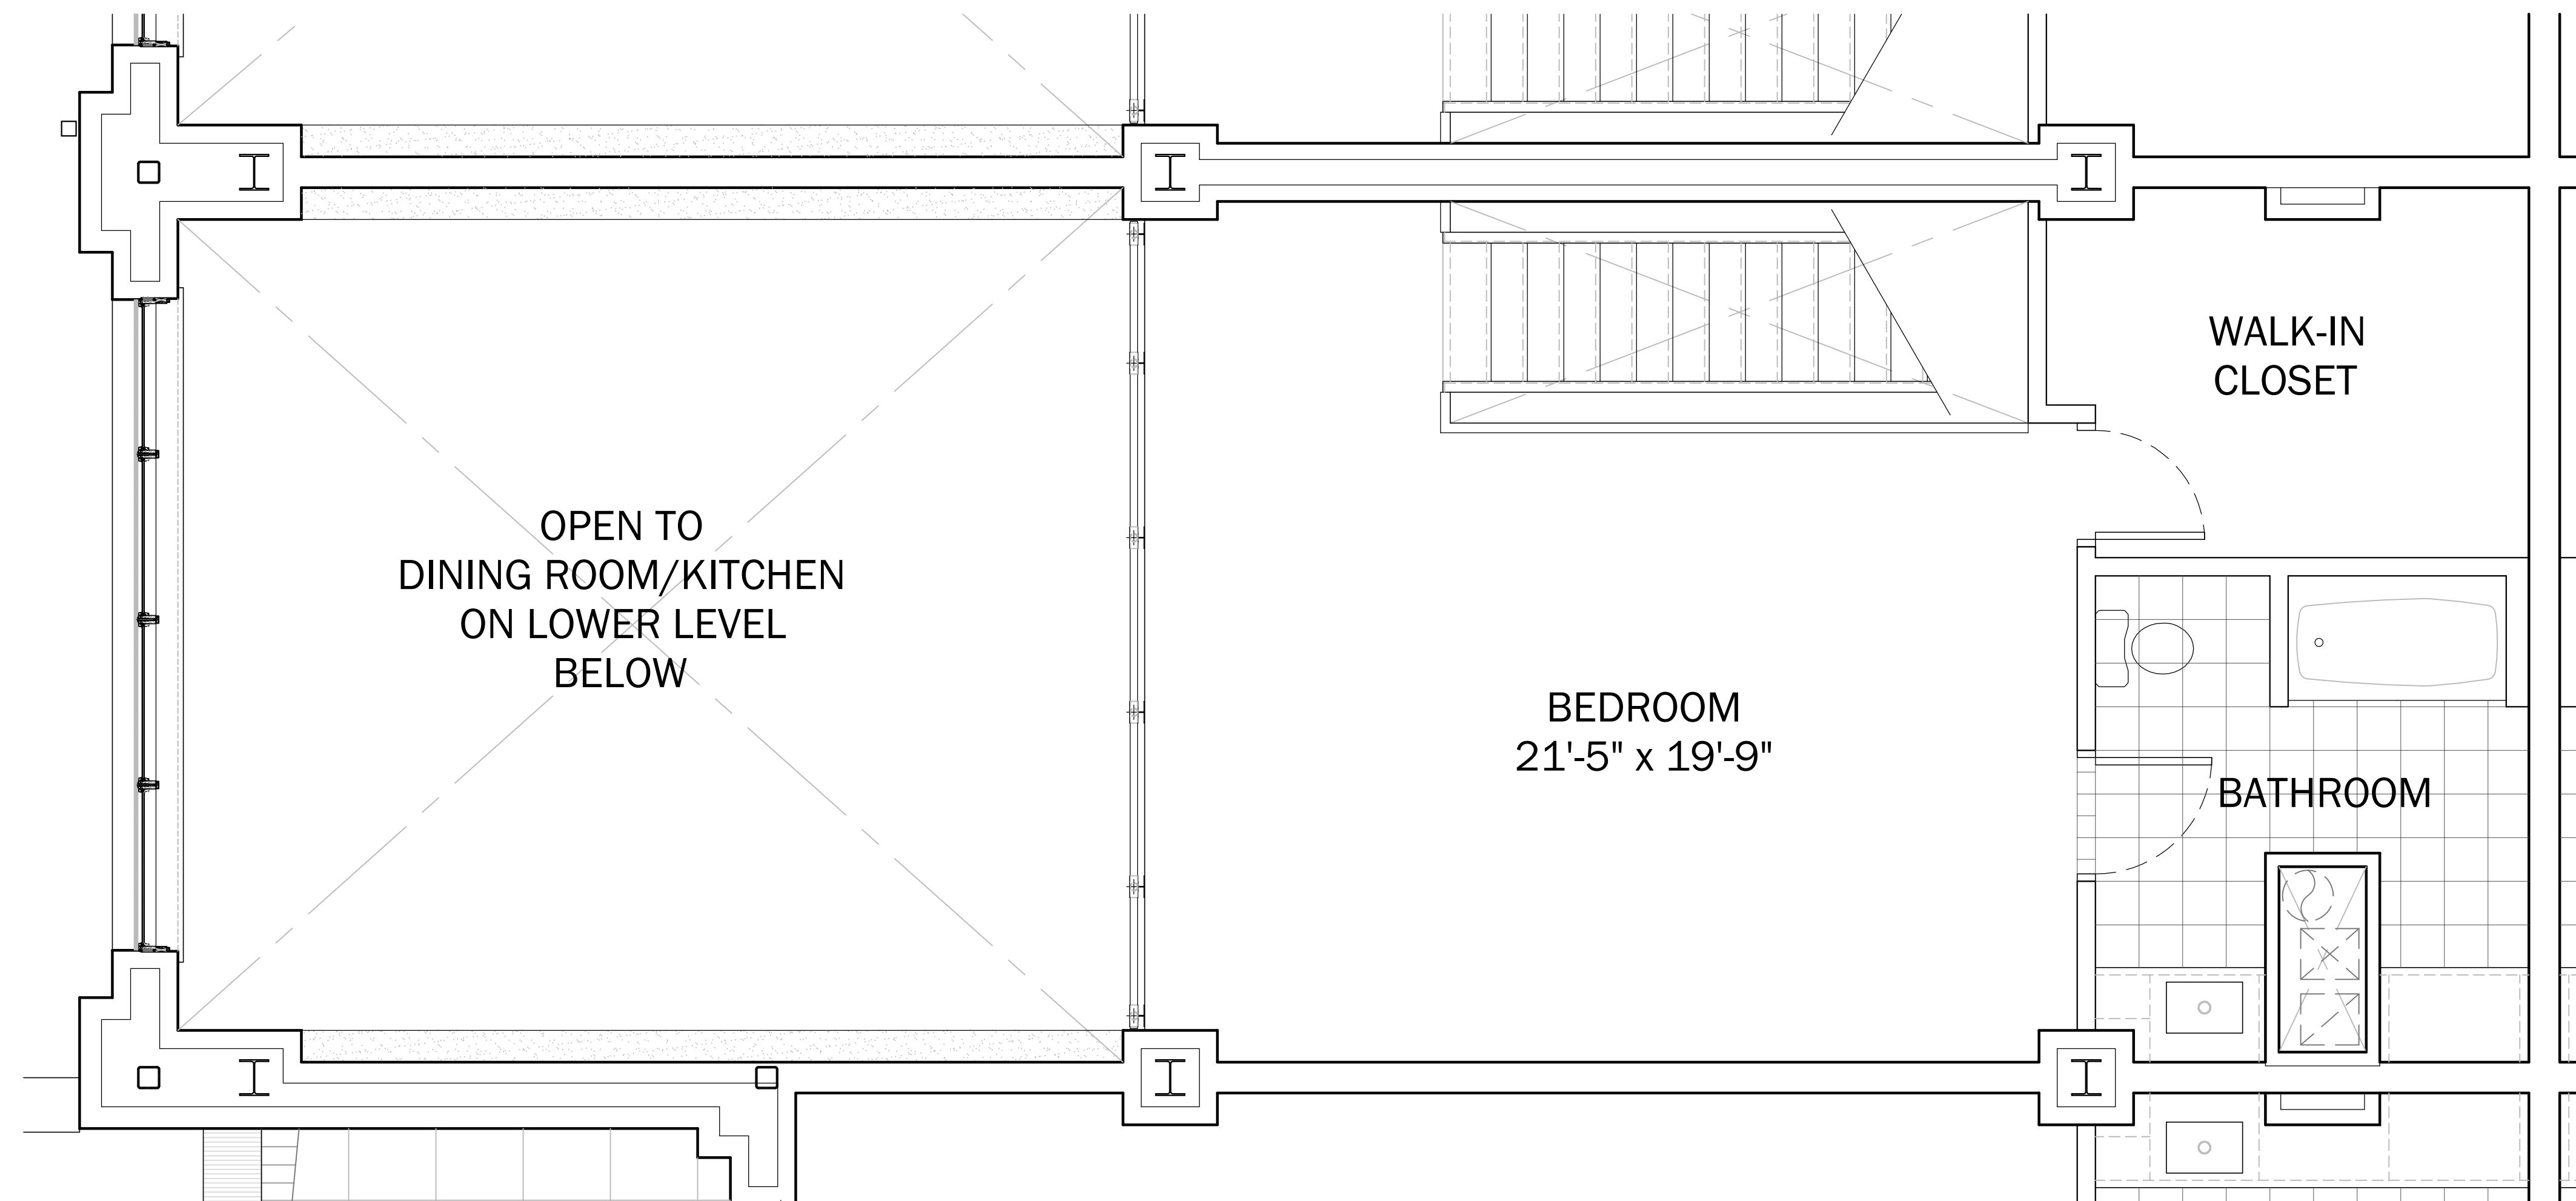 WALK-IN
CLOSET
OPEN TO
DINING ROOM/KITCHEN
ON LOWER LEVEL
BELOW
BEDROOM
21'-5" x 19'-9"
BATHROOM